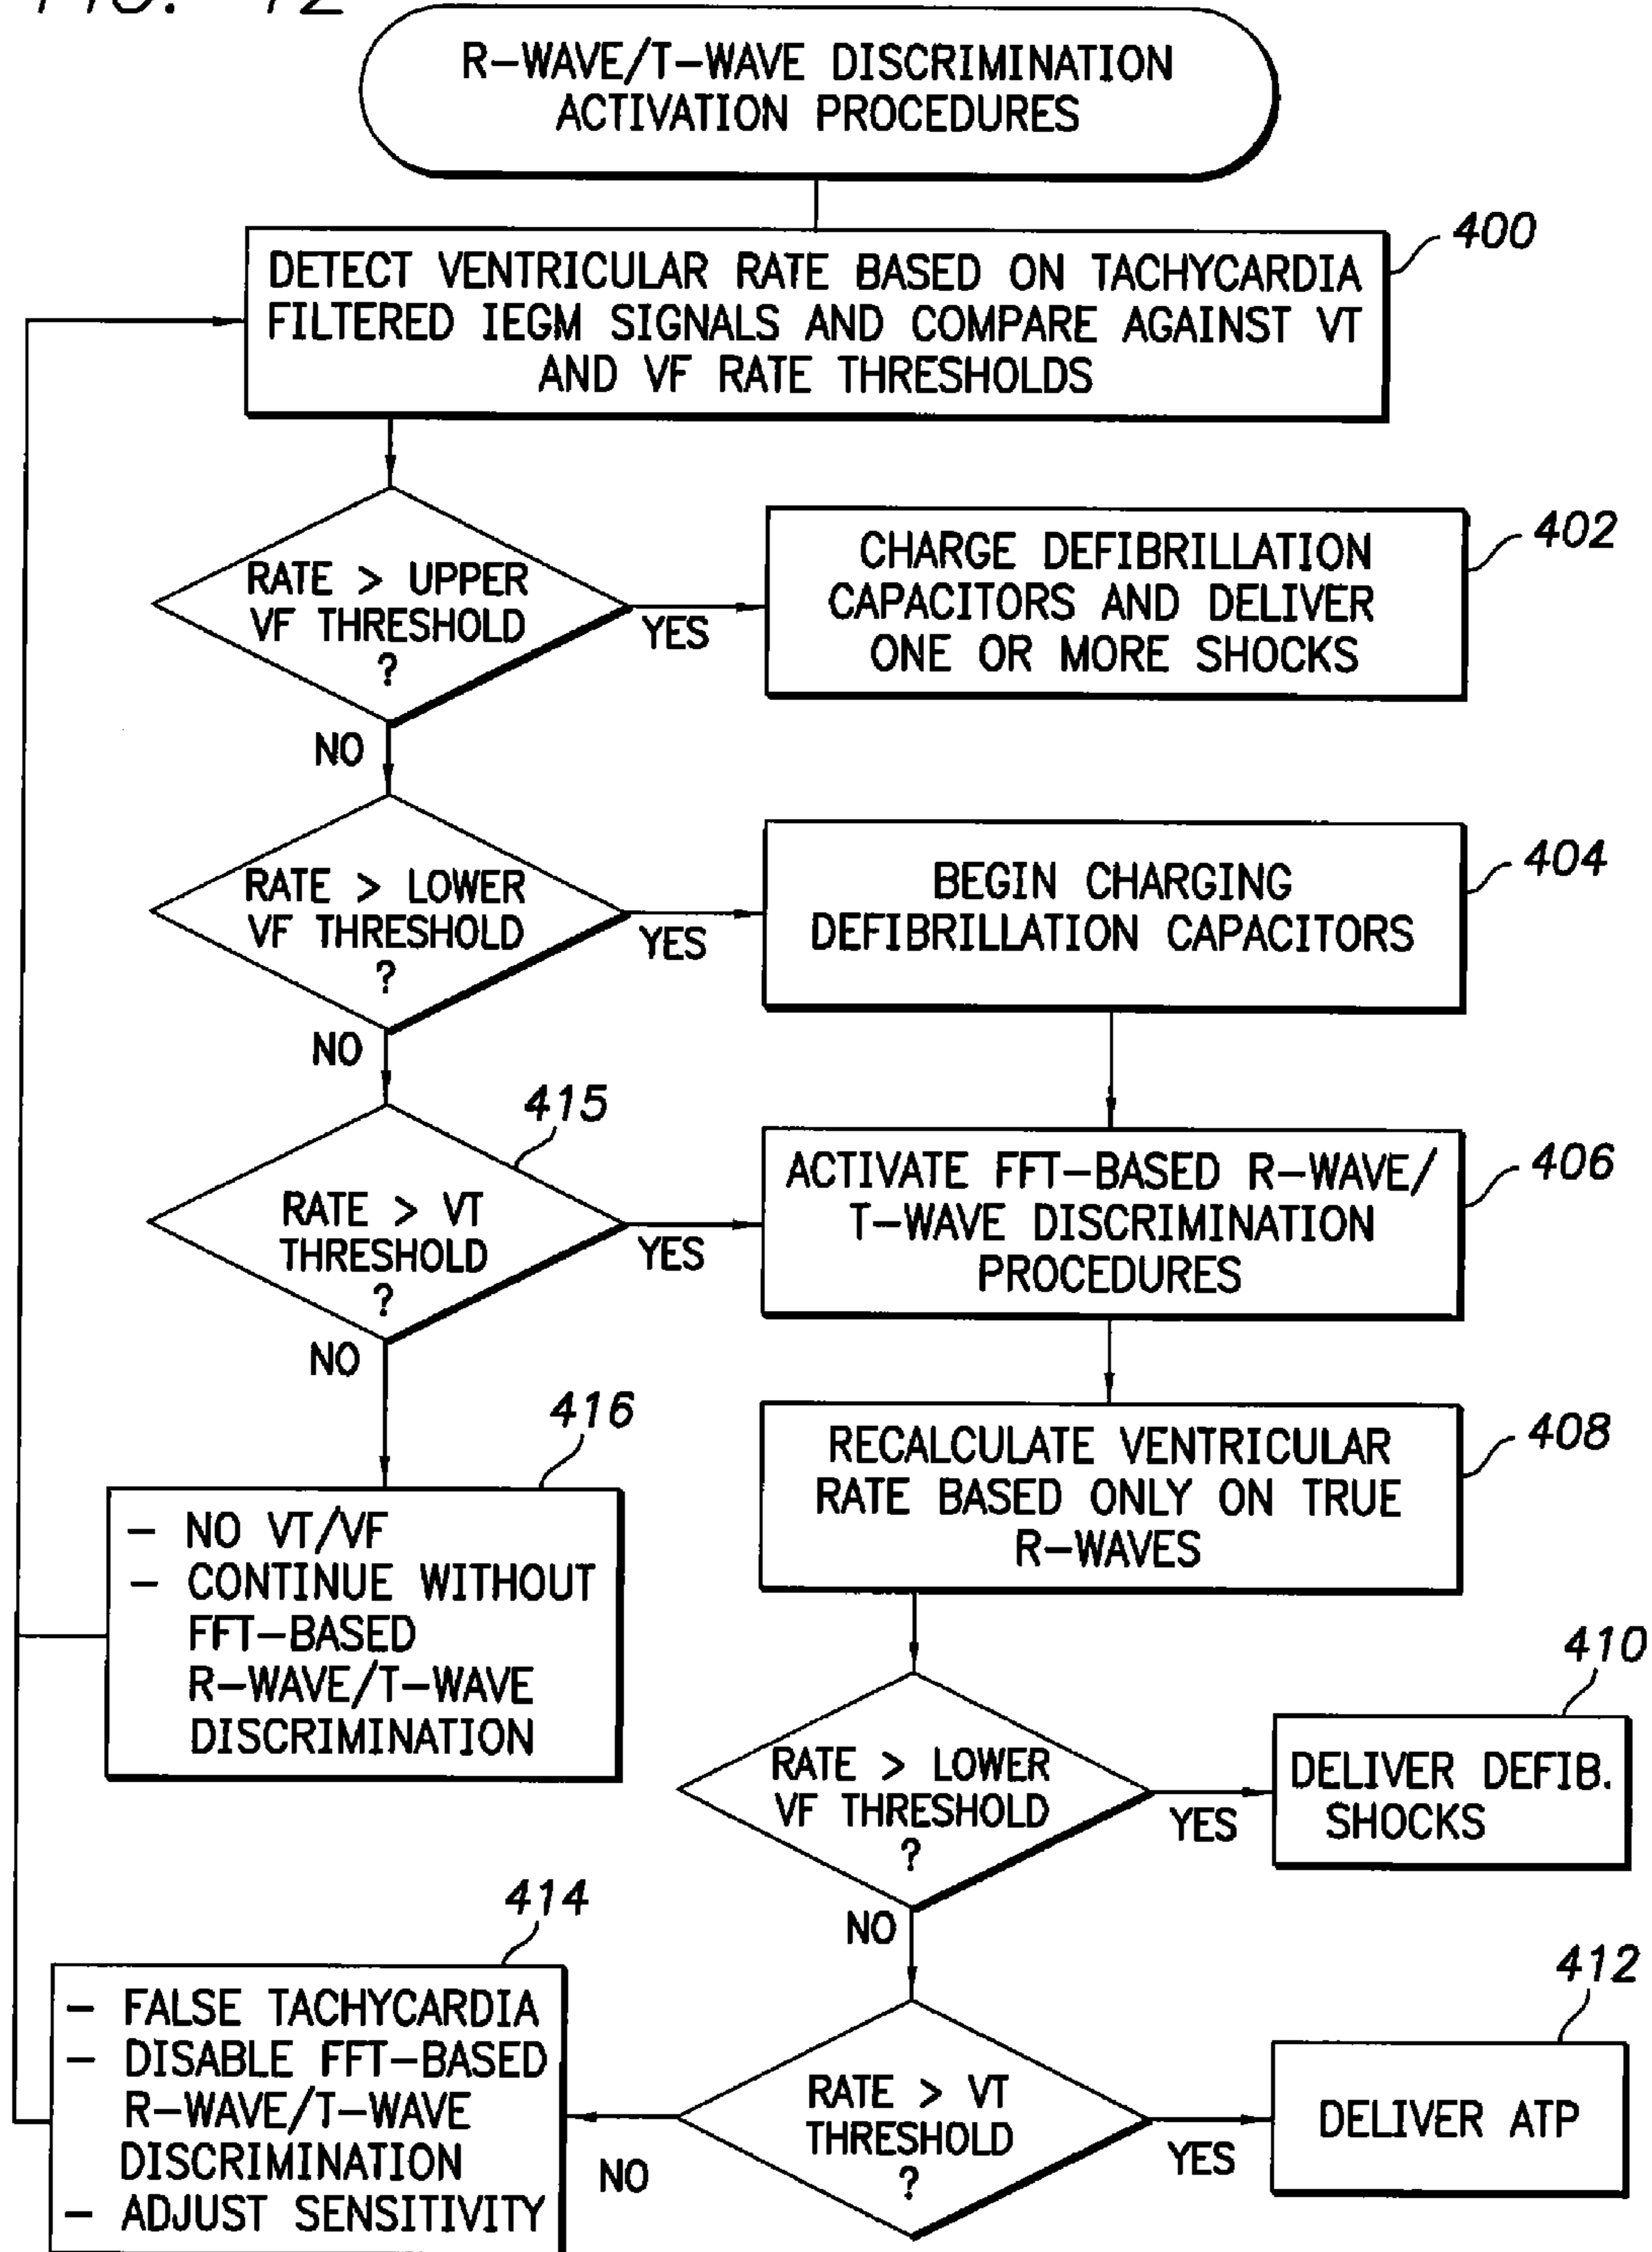 FIG. 12
R-WAVE/T-WAVE DISCRIMINATION
ACTIVATION PROCEDURES
400
DETECT VENTRICULAR RATE BASED ON TACHYCARDIA
FILTERED IEGM SIGNALS AND COMPARE AGAINST VT
AND VF RATE THRESHOLDS
RATE > UPPER
VF THRESHOLD
?
YES
NO
402
CHARGE DEFIBRILLATION
CAPACITORS AND DELIVER
ONE OR MORE SHOCKS
RATE > LOWER
VF THRESHOLD
?
YES
NO
404
BEGIN CHARGING
DEFIBRILLATION CAPACITORS
415
RATE > VT
THRESHOLD
?
YES
NO
406
ACTIVATE FFT-BASED R-WAVE/
T-WAVE DISCRIMINATION
PROCEDURES
416
- NO VT/VF
- CONTINUE WITHOUT
FFT-BASED
R-WAVE/T-WAVE
DISCRIMINATION
408
RECALCULATE VENTRICULAR
RATE BASED ONLY ON TRUE
R-WAVES
RATE > LOWER
VF THRESHOLD
?
YES
NO
410
DELIVER DEFIB.
SHOCKS
RATE > VT
THRESHOLD
?
YES
NO
412
DELIVER ATP
414
- FALSE TACHYCARDIA
- DISABLE FFT-BASED
R-WAVE/T-WAVE
DISCRIMINATION
- ADJUST SENSITIVITY